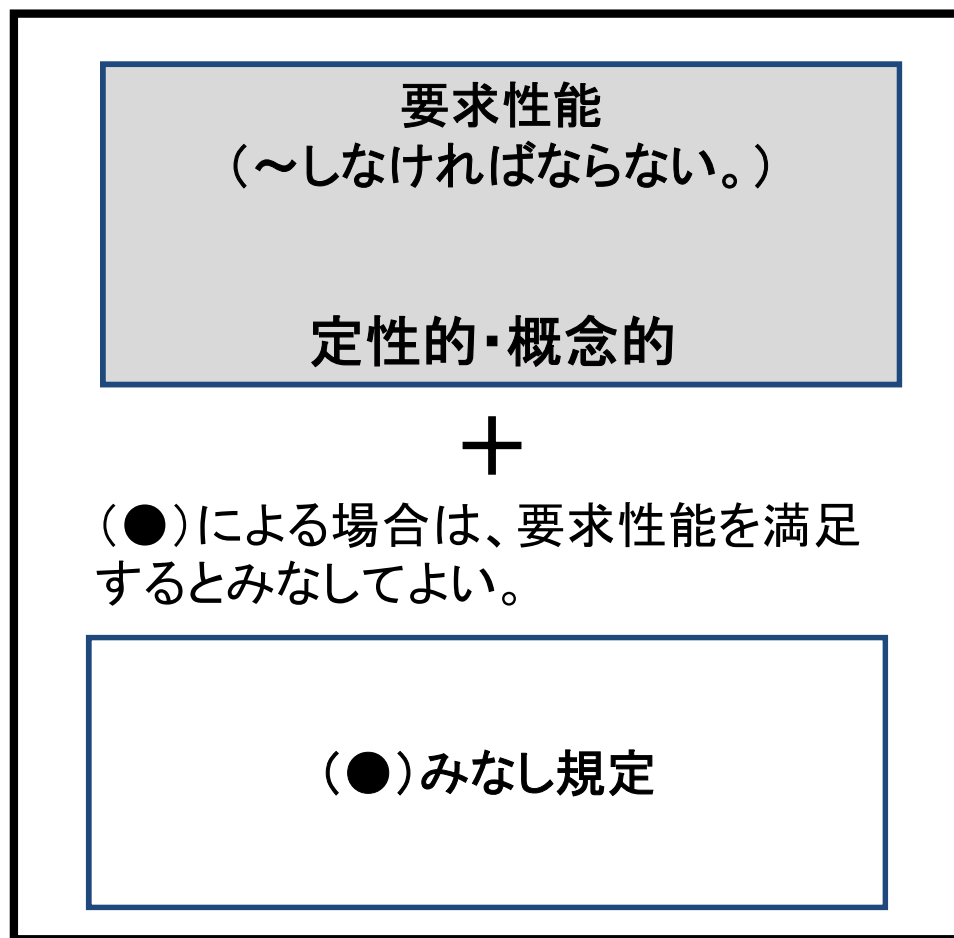 要求性能
（～しなければならない。）
定性的・概念的
＋
（●）による場合は、要求性能を満足
するとみなしてよい。
（●）みなし規定